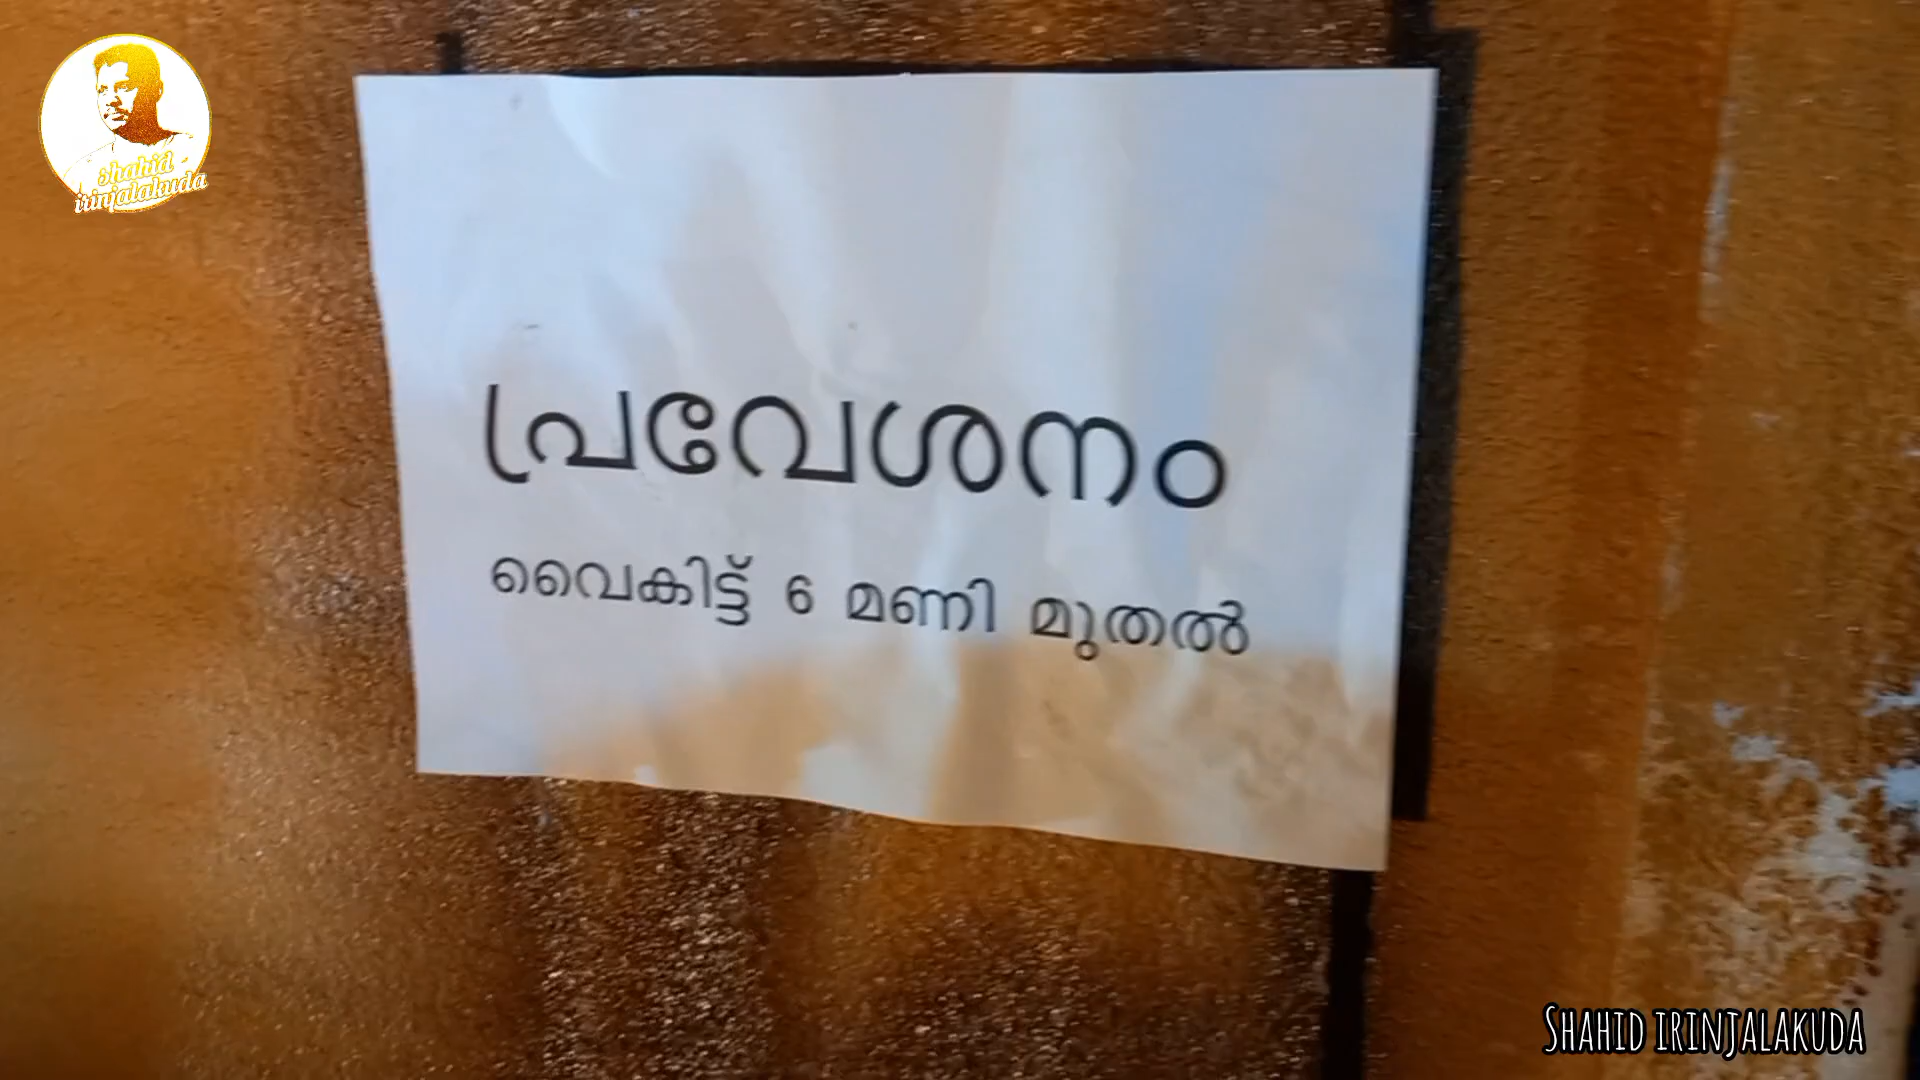 shahid
irinjalakuda
പ്രവേശനം
വൈകിട്ട് 6 മണി മുതൽ
SHAHID IRINJALAKUDA